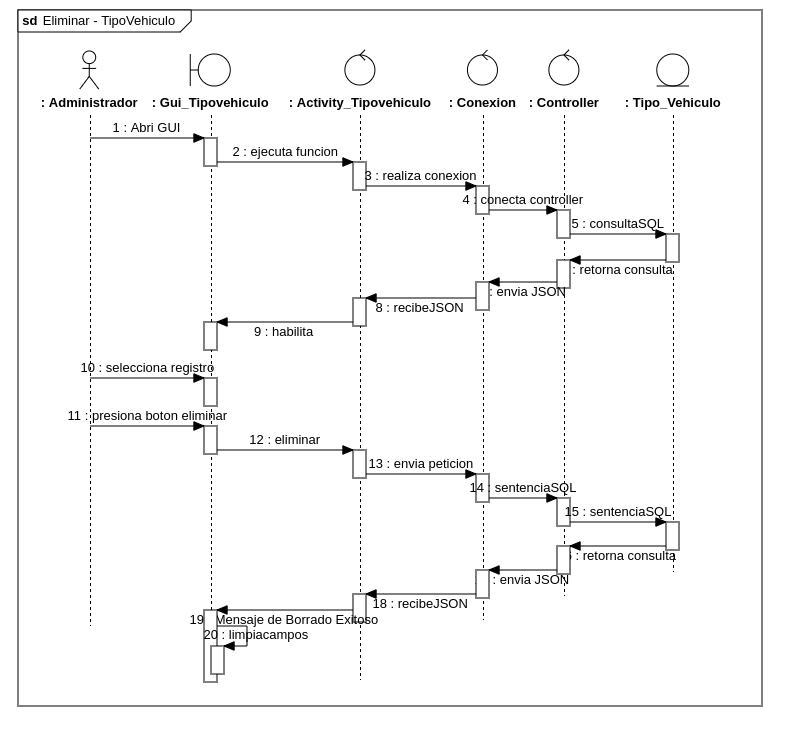 sd Eliminar - TipoVehiculo
: Administrador : Gui_Tipovehiculo : Activity_Tipovehiculo : Conexion : Controller : Tipo_Vehiculo
1 : Abri GUI
2 : ejecuta funcion
3 : realiza conexion
4 : conecta controller
5 : consultaSQL
: retorna consulta
: envia JSON
8 : recibeJSON
9 : habilita
10 : selecciona registro
11 : presiona boton eliminar
12 : eliminar
13 : envia peticion
14 : sentenciaSQL
15 : sentenciaSQL
: retorna consulta
: envia JSON
18 : recibeJSON
19 Mensaje de Borrado Exitoso
20 : limpiacampos